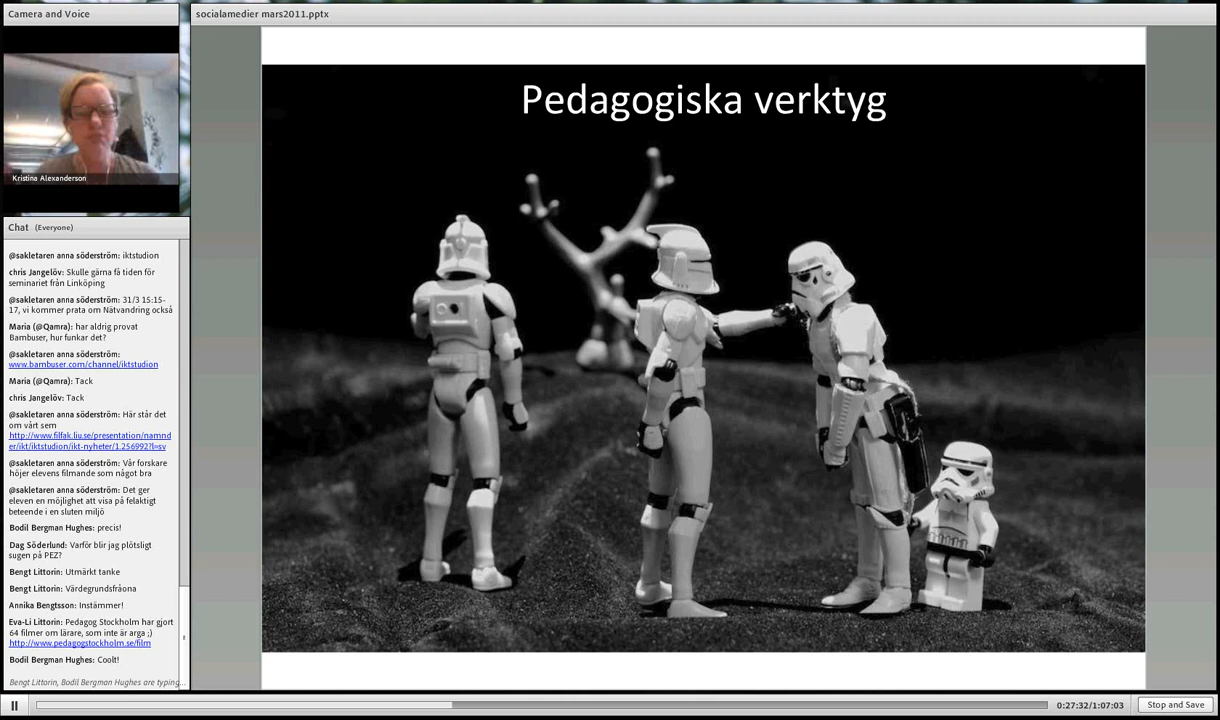 Camera and Voice
Kristina Alexanderson
Chat (Everyone)
@sakletaren anna söderström: iktstudion
chris Jangelöv: Skulle gärna få tiden för
seminariet från Linköping
@sakletaren anna söderström: 31/3 15:15-
17, vi kommer prata om Nätvandring också
Maria (@Qamra): har aldrig provat
Bambuser, hur funkar det?
@sakletaren anna söderström:
www.bambuser.com/channel/iktstudion
Maria (@Qamra): Tack
chris Jangelöv: Tack
@sakletaren anna söderström: Här står det
om vårt sem
http://www.filfak.liu.se/presentation/namnd
er/ikt/iktstudion/ikt-nyheter/1.256992?l=sv
@sakletaren anna söderström: Vår forskare
höjer elevens filmande som något bra
@sakletaren anna söderström: Det ger
eleven en möjlighet att visa på felaktigt
beteende i en sluten miljö
Bodil Bergman Hughes: precis!
Dag Söderlund: Varför blir jag plötsligt
sugen på PEZ?
Bengt Littorin: Utmärkt tanke
Bengt Littorin: Värdegrundsfråona
Annika Bengtsson: Instämmer!
Eva-Li Littorin: Pedagog Stockholm har gjort
64 filmer om lärare, som inte är arga ;)
http://www.pedagogstockholm.se/film
Bodil Bergman Hughes: Coolt!
Bengt Littorin, Bodil Bergman Hughes are typing...
socialamedier mars2011.pptx
Pedagogiska verktyg
0:27:32/1:07:03
Stop and Save